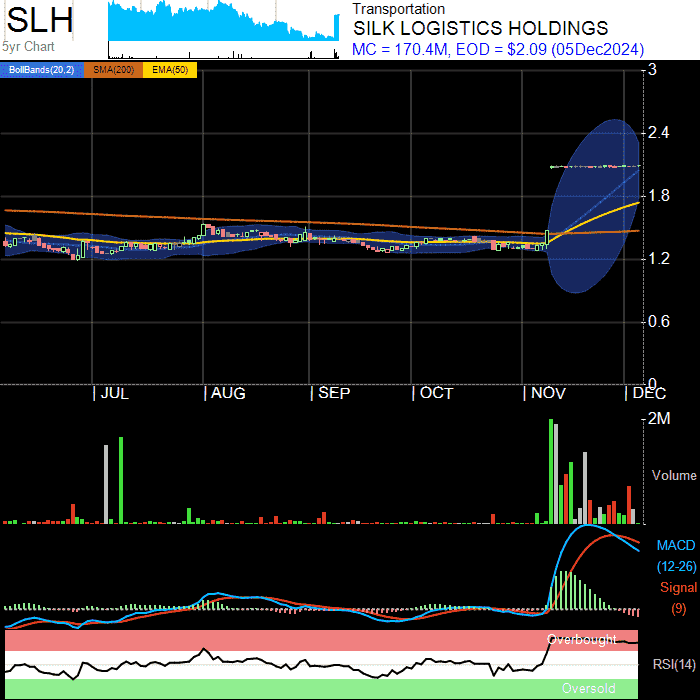 SLH
5yr Chart
Transportation
SILK LOGISTICS HOLDINGS
MC = 170.4M, EOD = $2.09 (05Dec2024)
BollBands(20,2) SMA(200) EMA(50)
3
2.4
1.8
1.2
0.6
0
| JUL | AUG | SEP | OCT | NOV | DEC
2M
Volume
MACD
(12-26)
Signal
(9)
Overbought
RSI(14)
Oversold